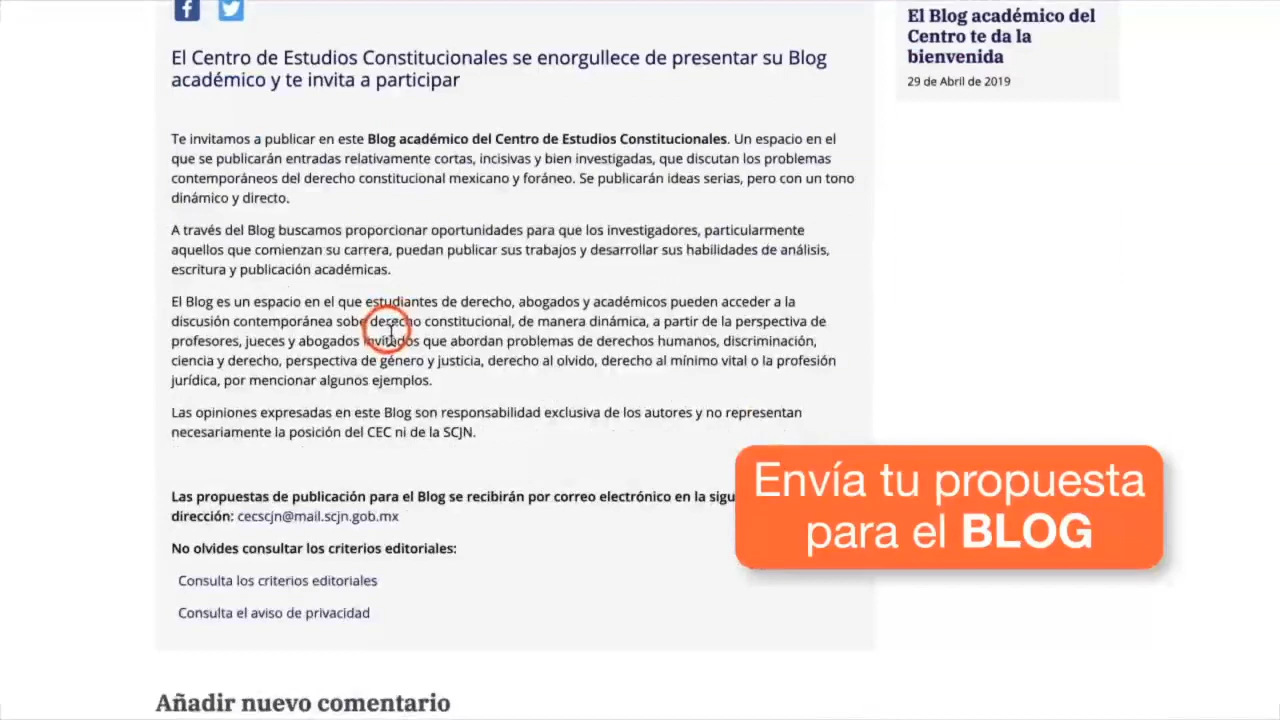 El Centro de Estudios Constitucionales se enorgullece de presentar su Blog
académico y te invita a participar
Te invitamos a publicar en este Blog académico del Centro de Estudios Constitucionales. Un espacio en el
que se publicarán entradas relativamente cortas, incisivas y bien investigadas, que discutan los problemas
contemporáneos del derecho constitucional mexicano y foráneo. Se publicarán ideas serias, pero con un tono
dinámico y directo.
A través del Blog buscamos proporcionar oportunidades para que los investigadores, particularmente
aquellos que comienzan su carrera, puedan publicar sus trabajos y desarrollar sus habilidades de análisis,
escritura y publicación académicas.
El Blog es un espacio en el que estudiantes de derecho, abogados y académicos pueden acceder a la
discusión contemporánea sobe derecho constitucional, de manera dinámica, a partir de la perspectiva de
profesores, jueces y abogados invitados que abordan problemas de derechos humanos, discriminación,
ciencia y derecho, perspectiva de género y justicia, derecho al olvido, derecho al mínimo vital o la profesión
jurídica, por mencionar algunos ejemplos.
Las opiniones expresadas en este Blog son responsabilidad exclusiva de los autores y no representan
necesariamente la posición del CEC ni de la SCJN.
Las propuestas de publicación para el Blog se recibirán por correo electrónico en la
dirección: cecscjn@mail.scjn.gob.mx
No olvides consultar los criterios editoriales:
Consulta los criterios editoriales
Consulta el aviso de privacidad
Añadir nuevo comentario
El Blog académico del
Centro te da la
bienvenida
29 de Abril de 2019
Envía tu propuesta
para el BLOG